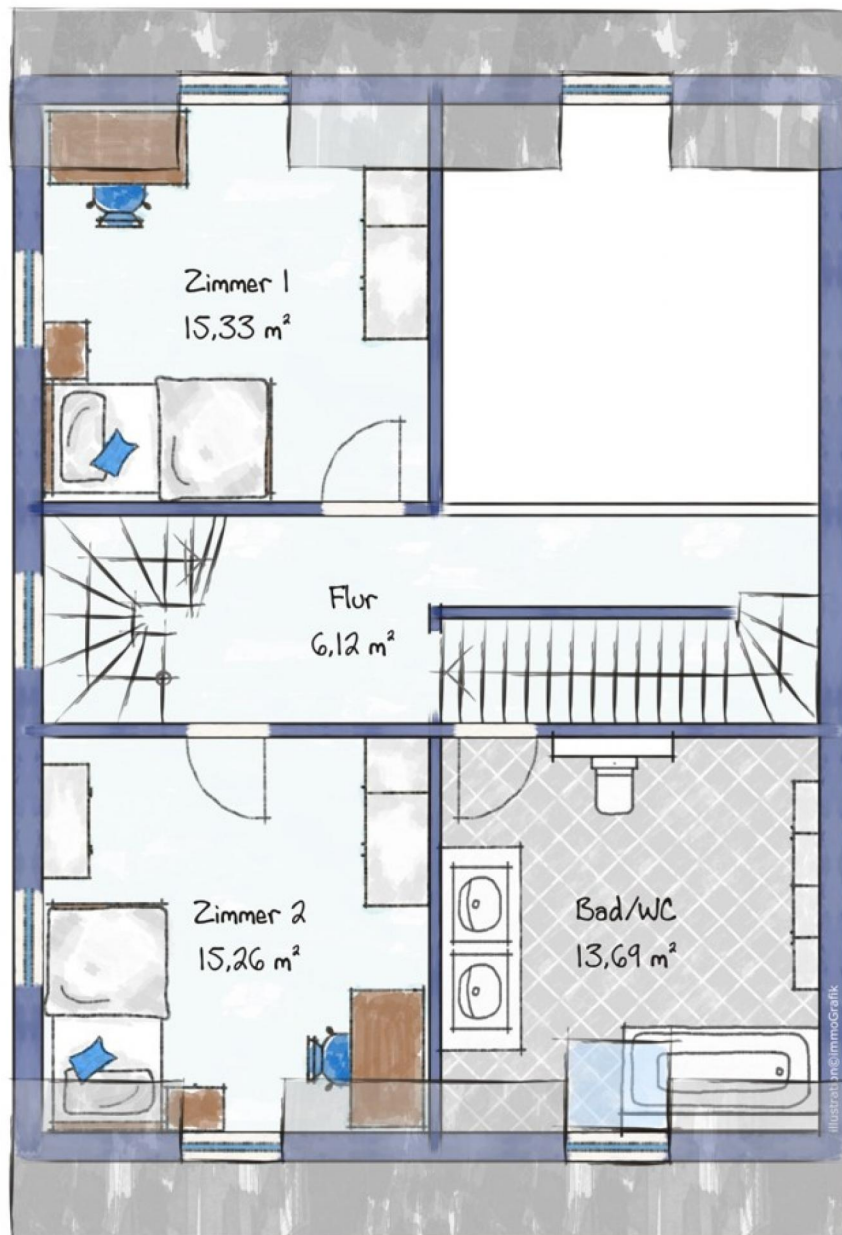 Zimmer 1
15,33 m²
Flur
6,12 m²
Zimmer 2
15,26 m²
Bad/WC
13,69 m²
illustration©immoGrafik